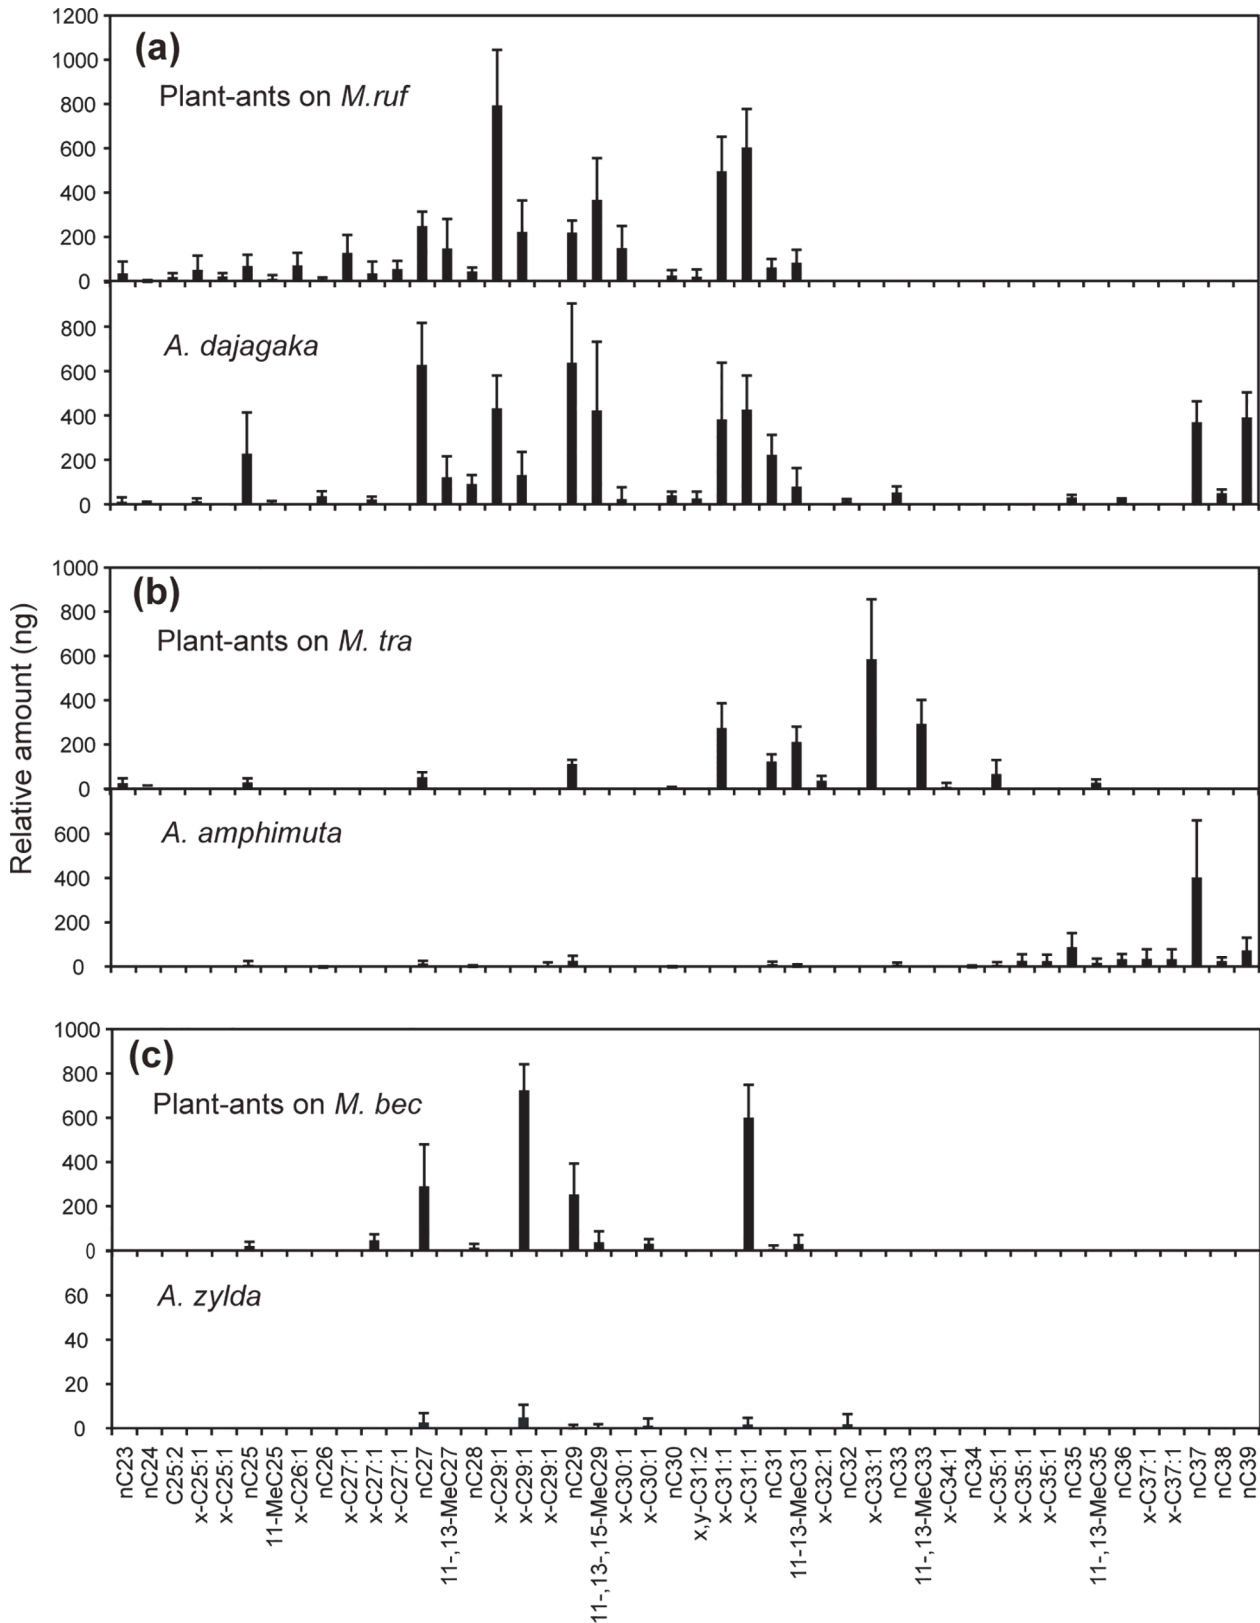 1200
(a)
1000
Plant-ants on M.ruf
800
600
400
200
0
A. dajagaka
800
600
400
200
0
Relative amount (ng)
1000
(b)
800
Plant-ants on M. tra
600
400
200
0
A. amphimuta
600
400
200
0
1000
(c)
800
Plant-ants on M. bec
600
400
200
0
A. zylda
60
40
20
0
nC23
nC24
C25:2
x-C25:1
x-C25:1
nC25
11-MeC25
x-C26:1
nC26
x-C27:1
x-C27:1
x-C27:1
nC27
11-,13-MeC27
nC28
x-C29:1
x-C29:1
x-C29:1
nC29
11-,13-,15-MeC29
x-C30:1
x-C30:1
nC30
x,y-C31:2
x-C31:1
x-C31:1
nC31
11-13-MeC31
x-C32:1
nC32
x-C33:1
nC33
11-,13-MeC33
x-C34:1
nC34
x-C35:1
x-C35:1
x-C35:1
nC35
11-,13-MeC35
nC36
x-C37:1
x-C37:1
nC37
nC38
nC39